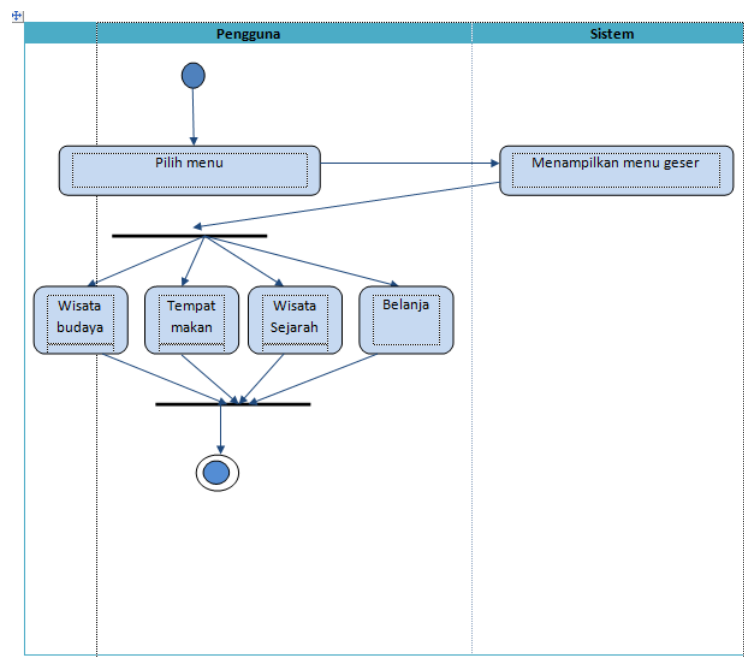 Pengguna
Sistem
Pilih menu
Menampilkan menu geser
Wisata
budaya
Tempat
makan
Wisata
Sejarah
Belanja